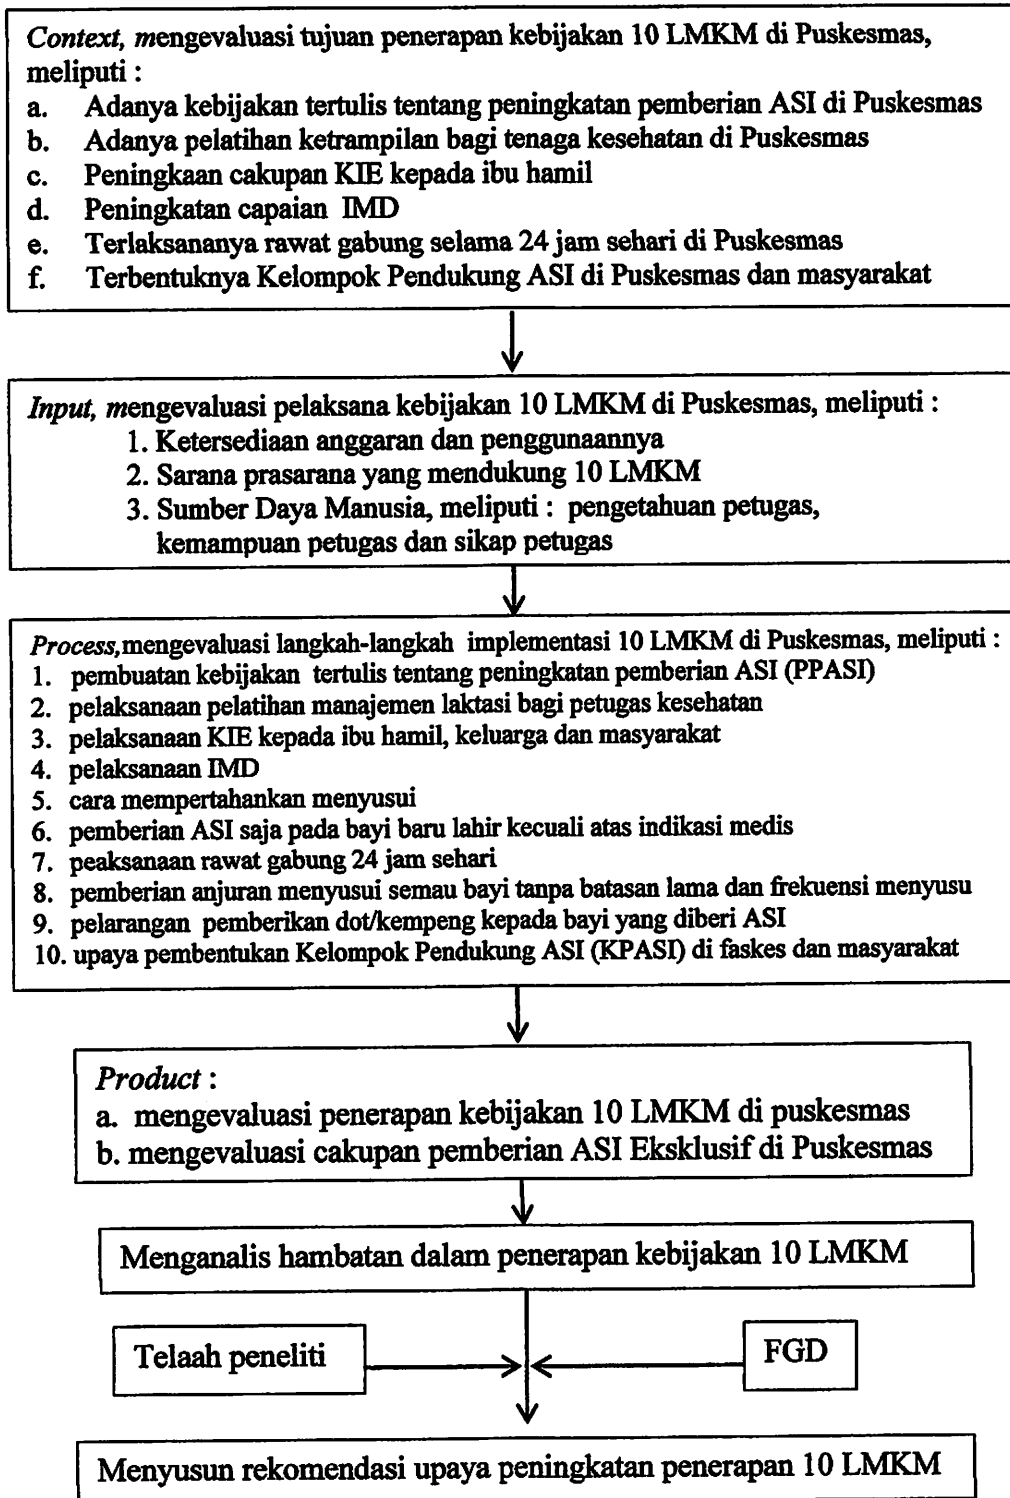 Context, mengevaluasi tujuan penerapan kebijakan 10 LMKM di Puskesmas,
meliputi :
a. Adanya kebijakan tertulis tentang peningkatan pemberian ASI di Puskesmas
b. Adanya pelatihan ketrampilan bagi tenaga kesehatan di Puskesmas
c. Peningkaan cakupan KIE kepada ibu hamil
d. Peningkatan capaian IMD
e. Terlaksananya rawat gabung selama 24 jam sehari di Puskesmas
f. Terbentuknya Kelompok Pendukung ASI di Puskesmas dan masyarakat
Input, mengevaluasi pelaksana kebijakan 10 LMKM di Puskesmas, meliputi :
1. Ketersediaan anggaran dan penggunaannya
2. Sarana prasarana yang mendukung 10 LMKM
3. Sumber Daya Manusia, meliputi : pengetahuan petugas,
kemampuan petugas dan sikap petugas
Process,mengevaluasi langkah-langkah implementasi 10 LMKM di Puskesmas, meliputi :
1. pembuatan kebijakan tertulis tentang peningkatan pemberian ASI (PPASI)
2. pelaksanaan pelatihan manajemen laktasi bagi petugas kesehatan
3. pelaksanaan KIE kepada ibu hamil, keluarga dan masyarakat
4. pelaksanaan IMD
5. cara mempertahankan menyusui
6. pemberian ASI saja pada bayi baru lahir kecuali atas indikasi medis
7. peaksanaan rawat gabung 24 jam sehari
8. pemberian anjuran menyusui semau bayi tanpa batasan lama dan frekuensi menyusu
9. pelarangan pemberikan dot/kempeng kepada bayi yang diberi ASI
10. upaya pembentukan Kelompok Pendukung ASI (KPASI) di faskes dan masyarakat
Product :
a. mengevaluasi penerapan kebijakan 10 LMKM di puskesmas
b. mengevaluasi cakupan pemberian ASI Eksklusif di Puskesmas
Menganalis hambatan dalam penerapan kebijakan 10 LMKM
Telaah peneliti
FGD
Menyusun rekomendasi upaya peningkatan penerapan 10 LMKM